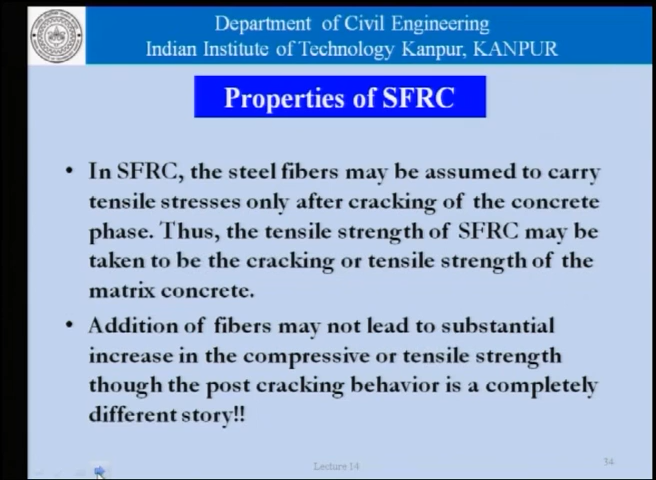 Department of Civil Engineering
Indian Institute of Technology Kanpur, KANPUR
Properties of SFRC
• In SFRC, the steel fibers may be assumed to carry
tensile stresses only after cracking of the concrete
phase. Thus, the tensile strength of SFRC may be
taken to be the cracking or tensile strength of the
matrix concrete.
• Addition of fibers may not lead to substantial
increase in the compressive or tensile strength
though the post cracking behavior is a completely
different story!!
Lecture 14
34